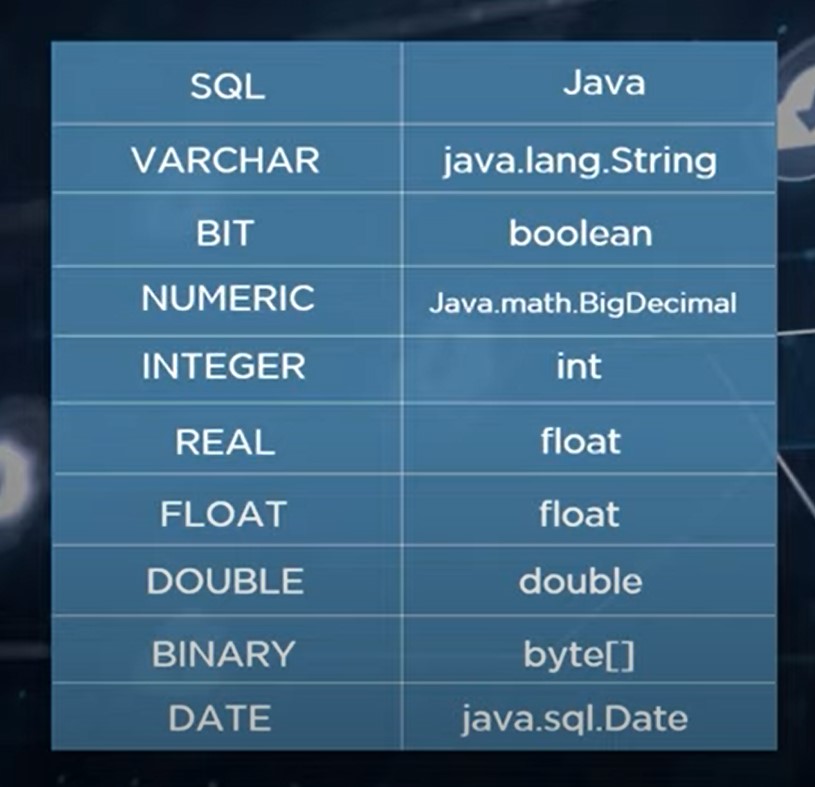 SQL Java
VARCHAR java.lang.String
BIT boolean
NUMERIC Java.math.BigDecimal
INTEGER int
REAL float
FLOAT float
DOUBLE double
BINARY byte[]
DATE java.sql.Date